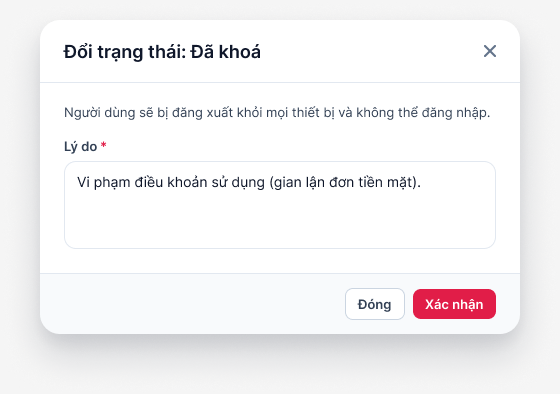 Đổi trạng thái: Đã khoá
Người dùng sẽ bị đăng xuất khỏi mọi thiết bị và không thể đăng nhập.
Lý do *
Vi phạm điều khoản sử dụng (gian lận đơn tiền mặt).
Đóng
Xác nhận